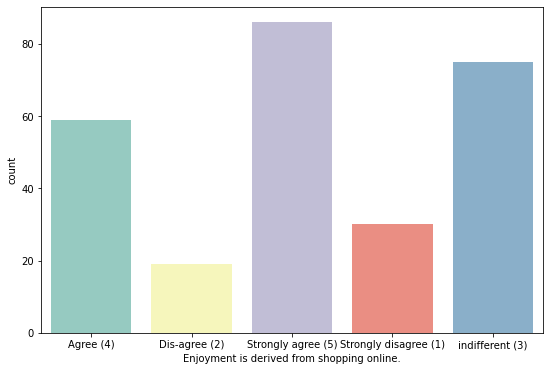 80
60
40
20
0
count
Agree (4) Dis-agree (2) Strongly agree (5) Strongly disagree (1) indifferent (3)
Enjoyment is derived from shopping online.